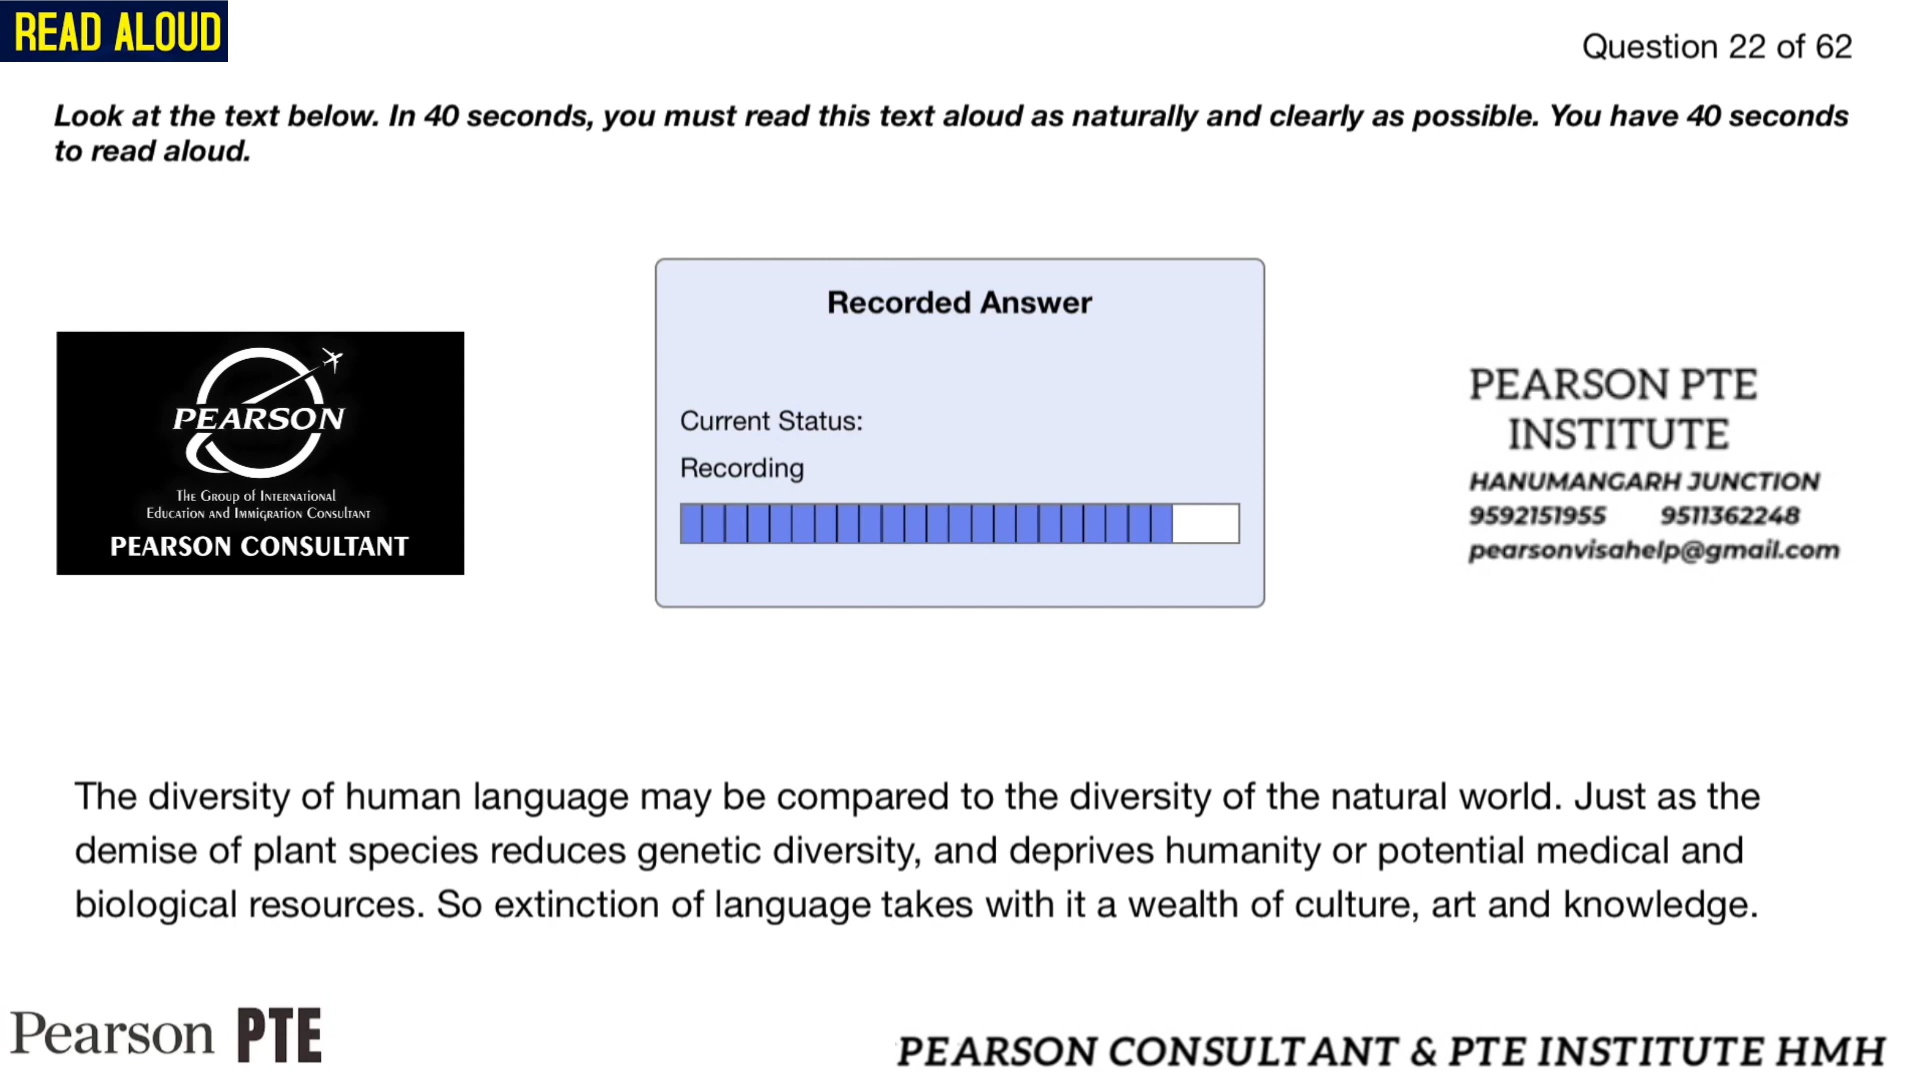 READ ALOUD
Question 22 of 62
Look at the text below. In 40 seconds, you must read this text aloud as naturally and clearly as possible. You have 40 seconds
to read aloud.
Recorded Answer
Current Status:
Recording
PEARSON
The Group of International
Education and Immigration Consultant
PEARSON CONSULTANT
PEARSON PTE
INSTITUTE
HANUMANGARH JUNCTION
9592151955 9511362248
pearsonvisahelp@gmail.com
The diversity of human language may be compared to the diversity of the natural world. Just as the
demise of plant species reduces genetic diversity, and deprives humanity or potential medical and
biological resources. So extinction of language takes with it a wealth of culture, art and knowledge.
Pearson PTE
PEARSON CONSULTANT & PTE INSTITUTE HMH